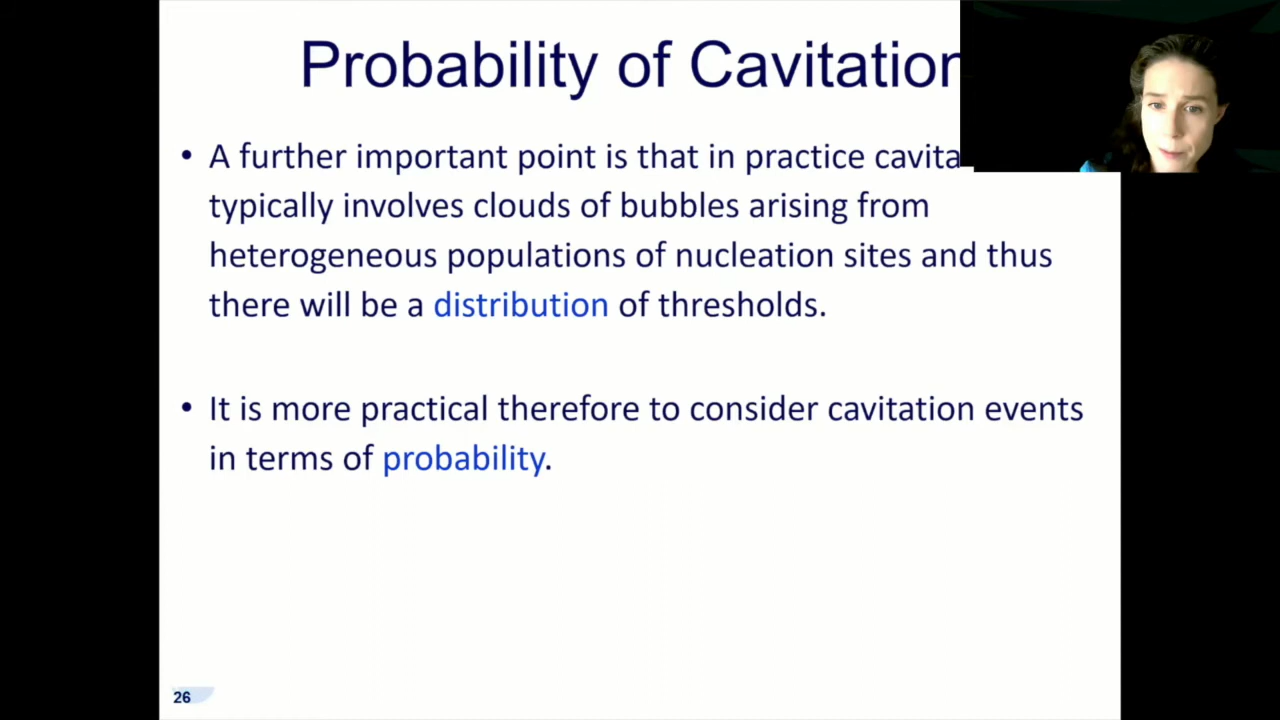 Probability of Cavitation
• A further important point is that in practice
typically involves clouds of bubbles arising from
heterogeneous populations of nucleation sites and thus
there will be a distribution of thresholds.
• It is more practical therefore to consider cavitation events
in terms of probability.
26